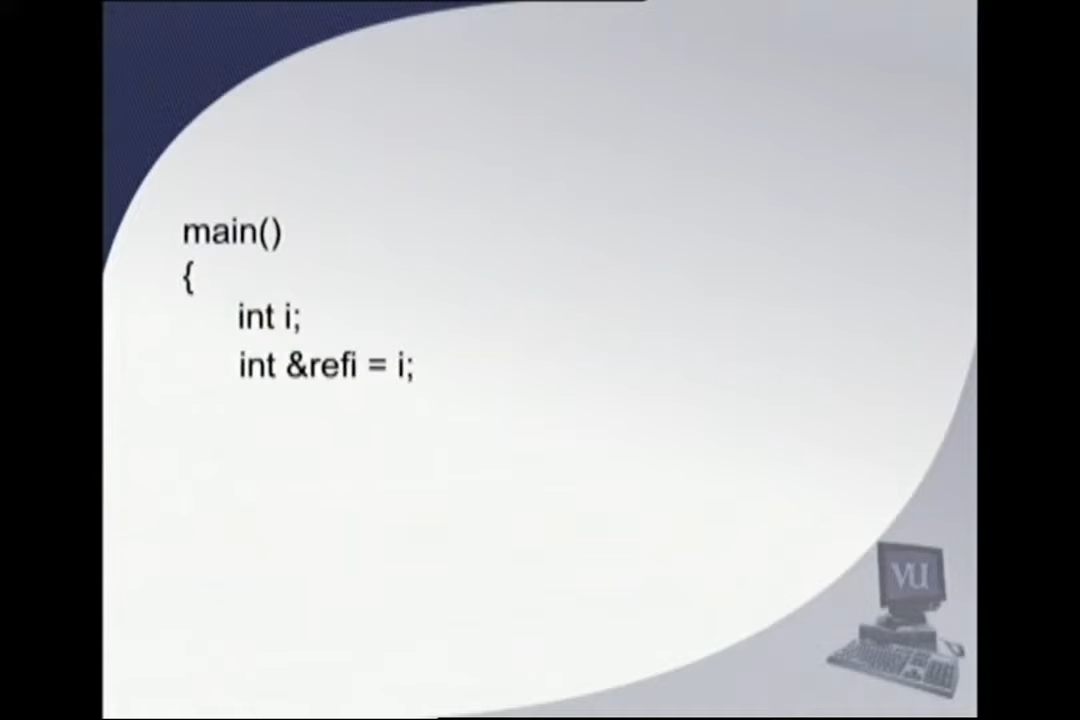 main()
{
int i;
int &refi = i;
VU